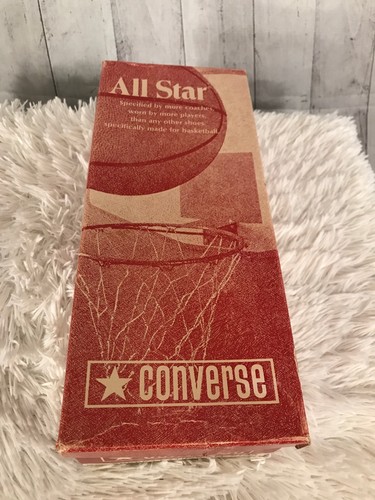 All Star
Specified by more coaches,
worn by more players,
than any other shoes,
specifically made for basketball.
★ converse